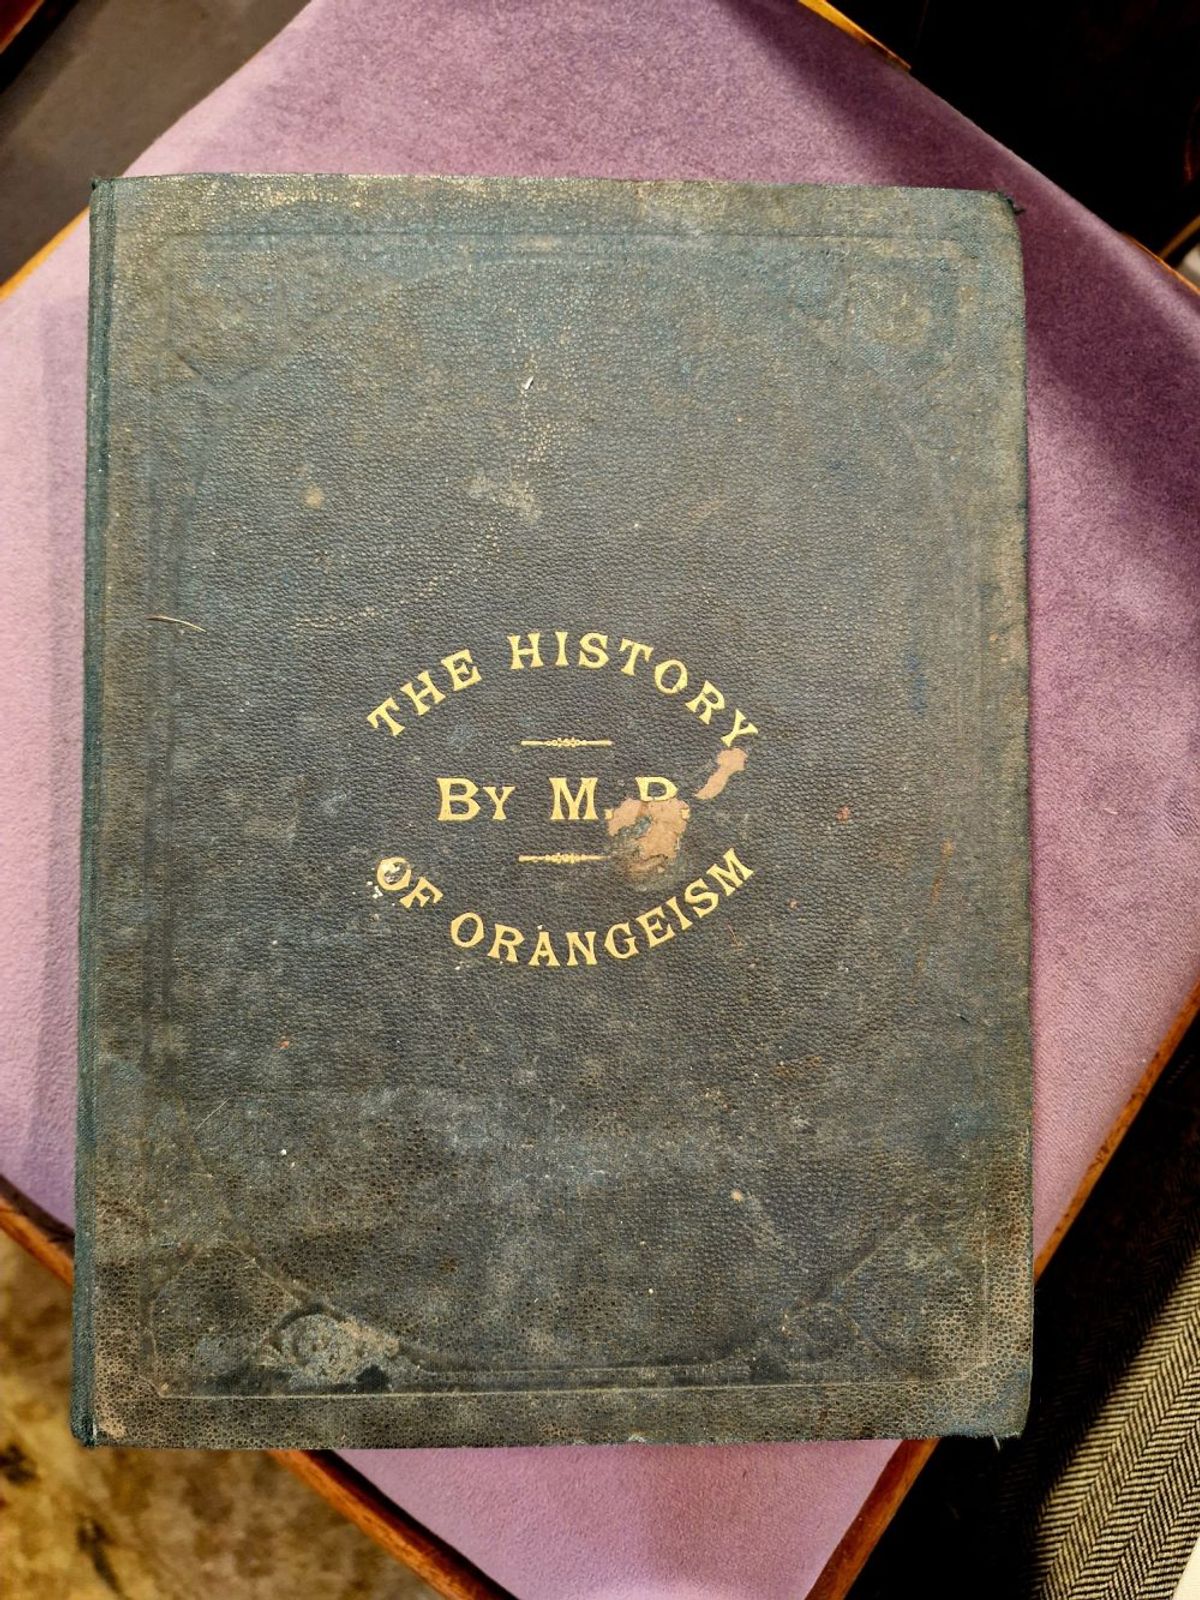 THE HISTORY
BY M. P.
OF ORANGEISM